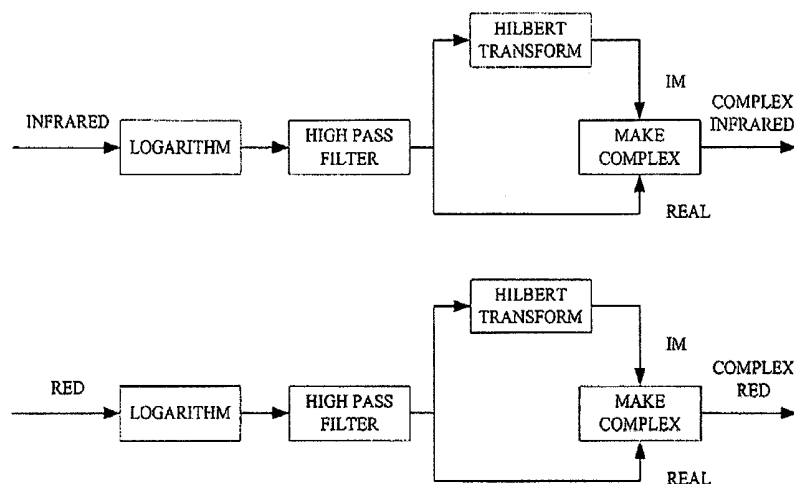 HILBERT
TRANSFORM
IM
COMPLEX
INFRARED
INFRARED
LOGARITHM
HIGH PASS
FILTER
MAKE
COMPLEX
REAL
HILBERT
TRANSFORM
IM
COMPLEX
RED
RED
LOGARITHM
HIGH PASS
FILTER
MAKE
COMPLEX
REAL